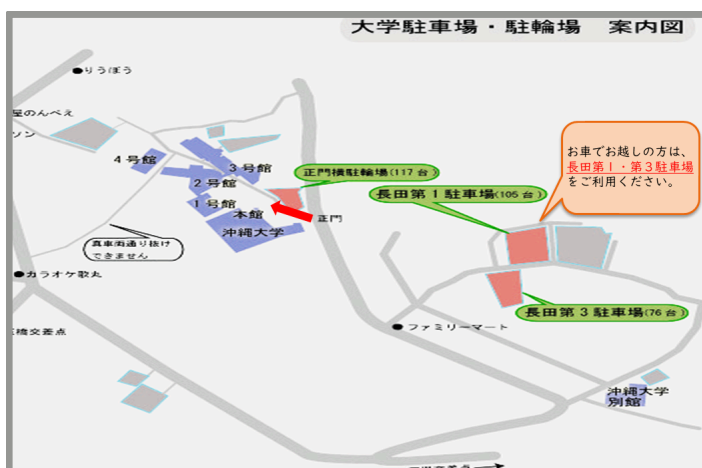 大学駐車場・駐輪場 案内図
●りうぼう
屋のんべえ
ソン
4号館
3号館
2号館
1号館
本館
沖縄大学
正門横駐輪場(117台)
正門
長田第1駐車場(105台)
お車でお越しの方は、
長田第1・第3駐車場
をご利用ください。
真車両通り抜け
できません
●カラオケ歌丸
橋交差点
長田第3駐車場(76台)
●ファミリーマート
沖縄大学
別館